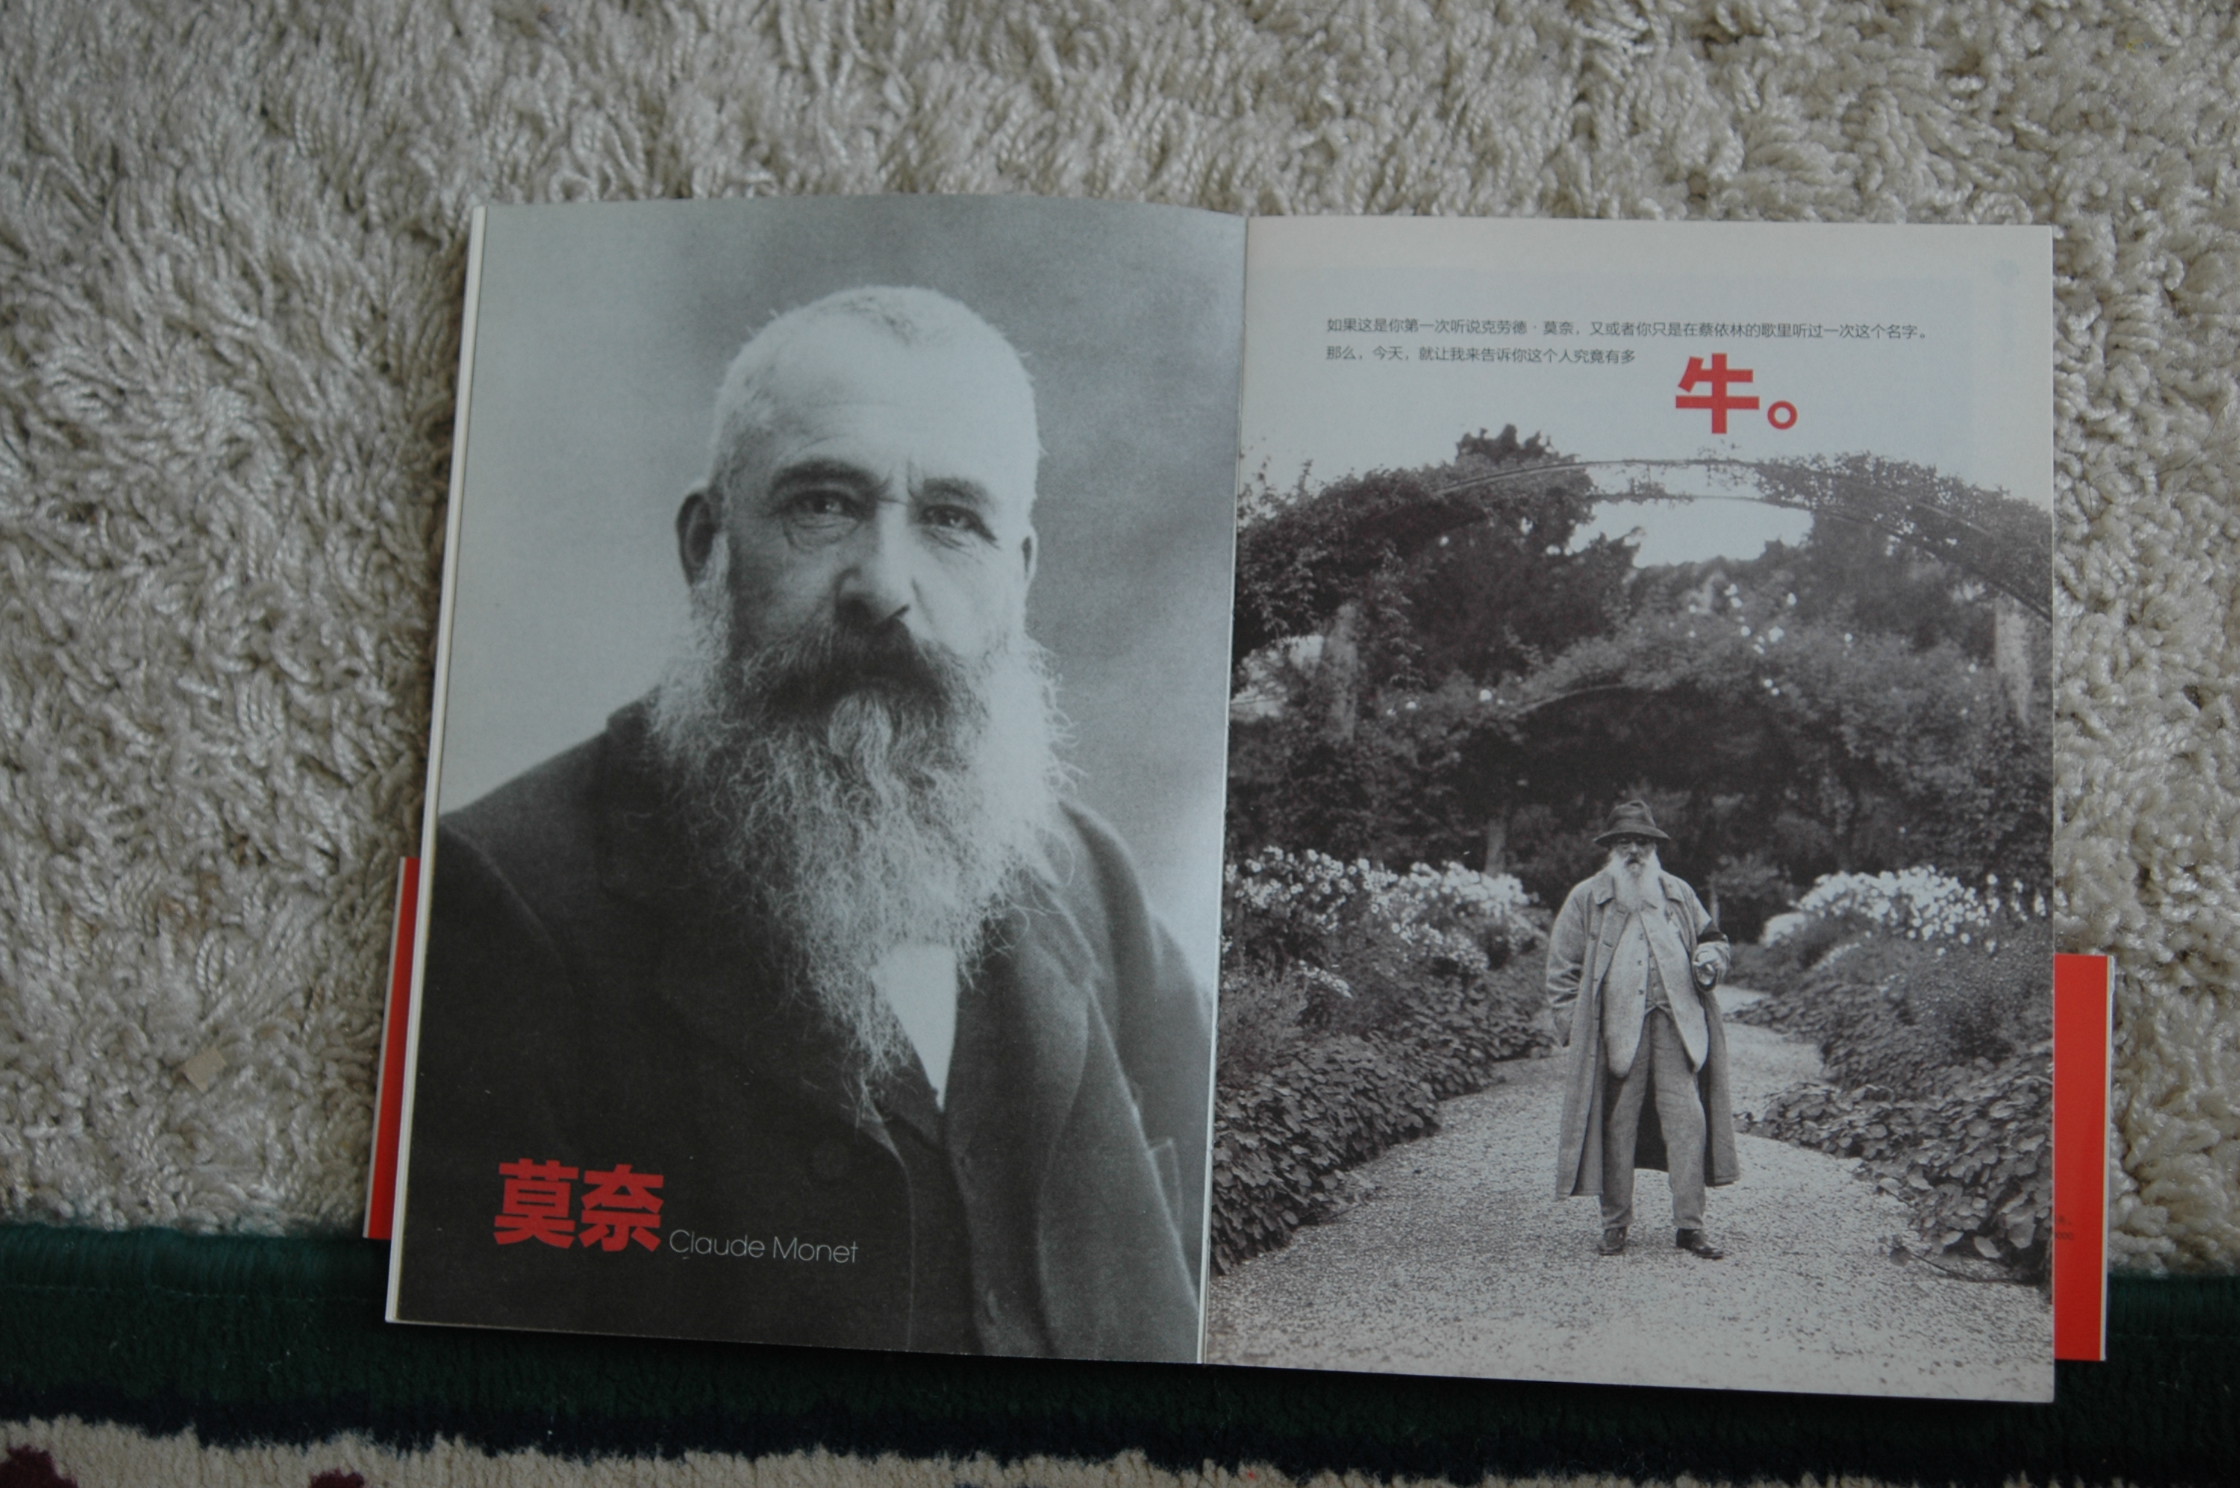 莫奈 Claude Monet
如果这是你第一次听说克劳德·莫奈，又或者你只是在蔡依林的歌里听过一次这个名字。
那么，今天，就让我来告诉你这个人究竟有多
牛。